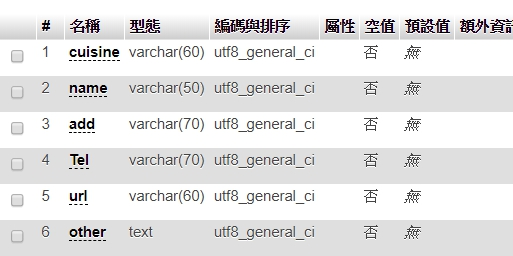 # 名稱 型態 編碼與排序 屬性 空值 預設值 額外資訊
1 cuisine varchar(60) utf8_general_ci 否 無
2 name varchar(50) utf8_general_ci 否 無
3 add varchar(70) utf8_general_ci 否 無
4 Tel varchar(70) utf8_general_ci 否 無
5 url varchar(60) utf8_general_ci 否 無
6 other text utf8_general_ci 否 無